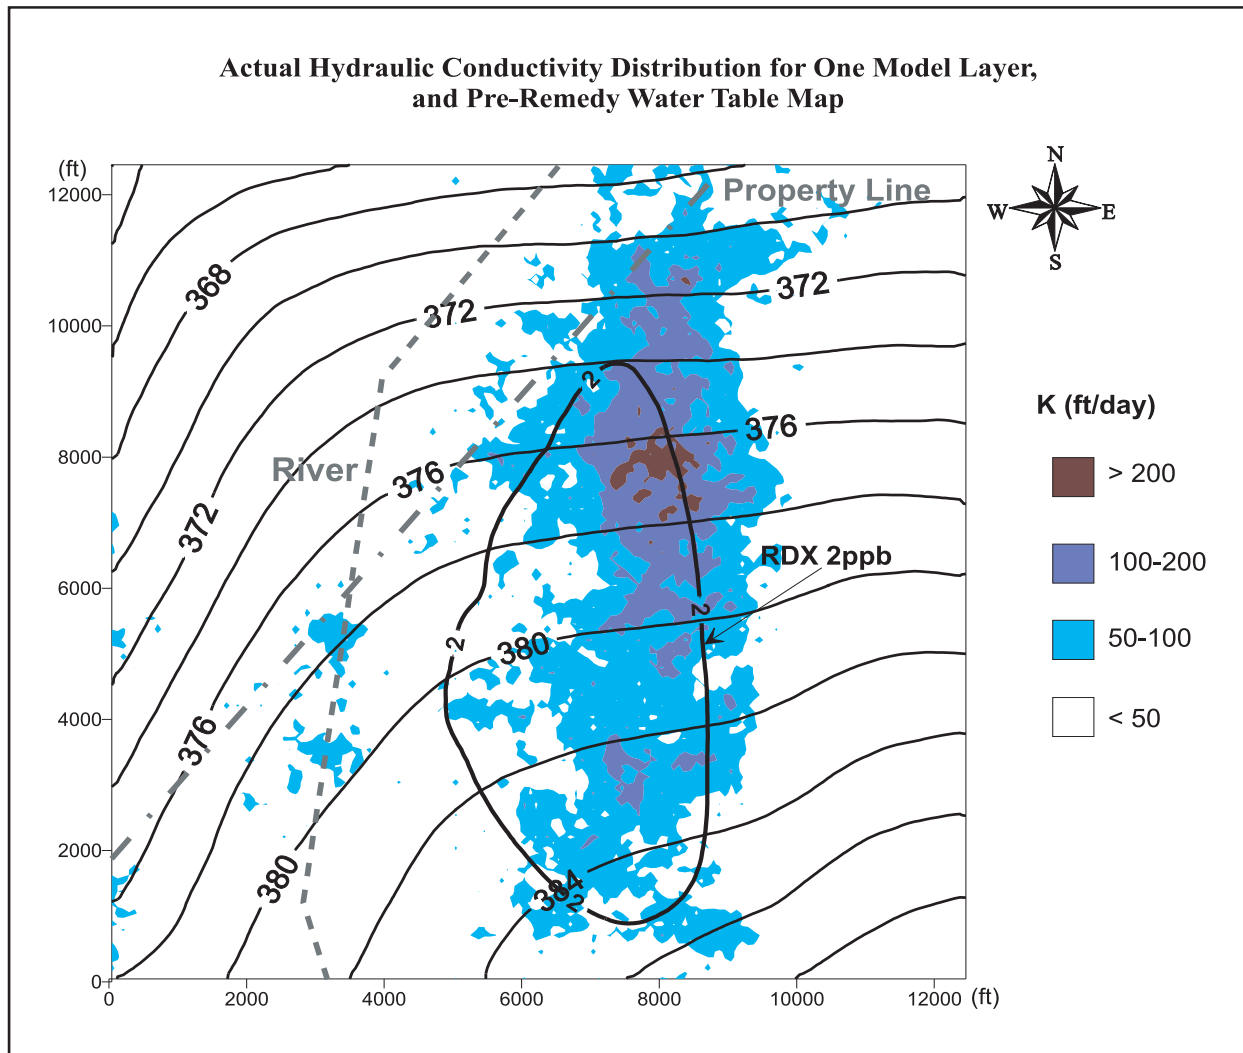 Actual Hydraulic Conductivity Distribution for One Model Layer,
and Pre-Remedy Water Table Map
(ft)
N
W
E
S
12000
10000
8000
6000
4000
2000
0
Property Line
368
372
372
2
376
River
376
372
RDX 2ppb
2
2
380
376
380
384
2
0
2000
4000
6000
8000
10000
12000
(ft)
K (ft/day)
> 200
100-200
50-100
< 50